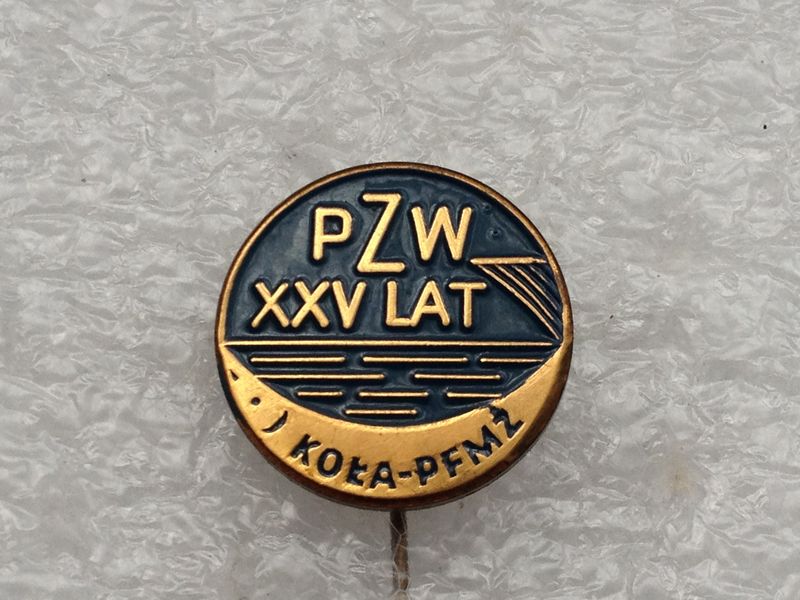 PZW
XXV LAT
KOŁA-PFMŻ